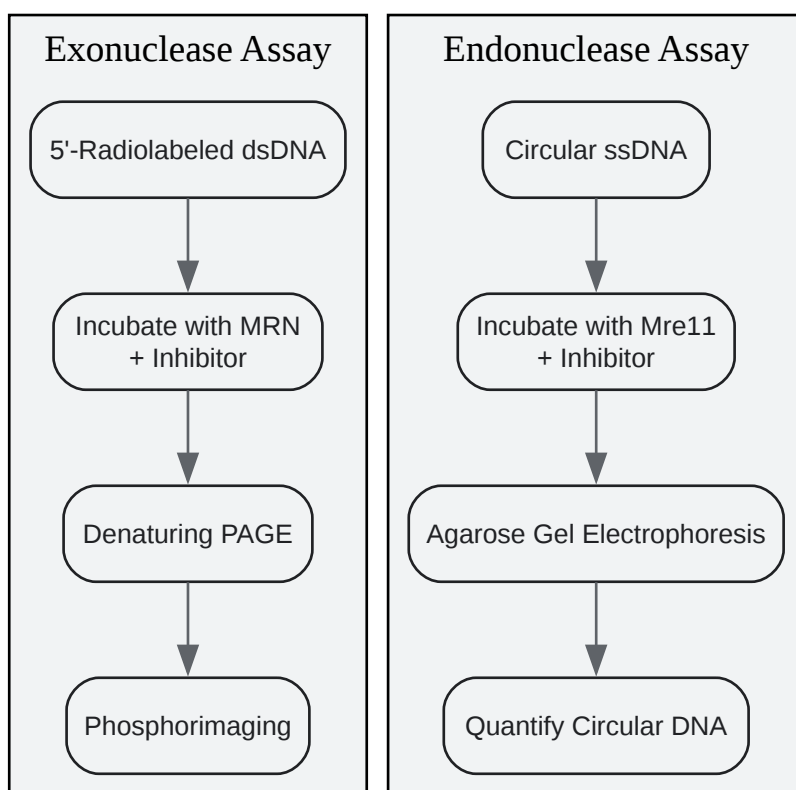 Exonuclease Assay
5'-Radiolabeled dsDNA
Incubate with MRN
+ Inhibitor
Denaturing PAGE
Phosphorimaging
Endonuclease Assay
Circular ssDNA
Incubate with Mre11
+ Inhibitor
Agarose Gel Electrophoresis
Quantify Circular DNA